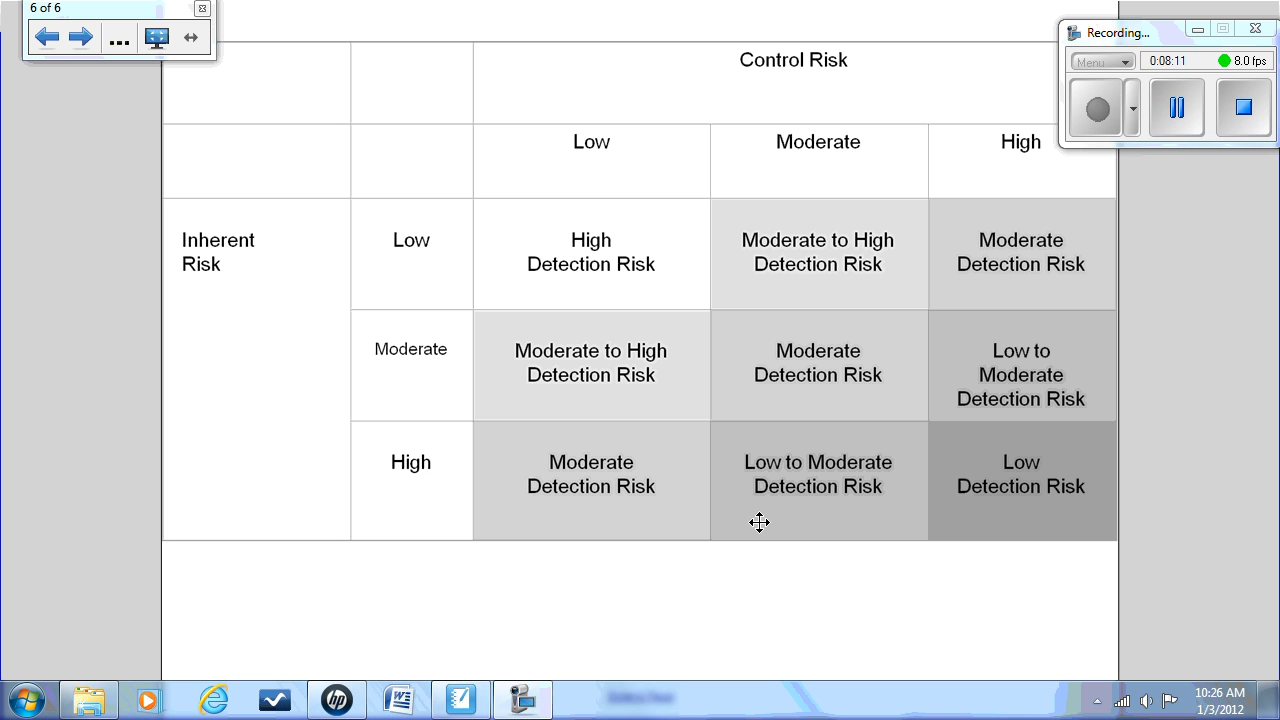 6 of 6
...
Recording...
Menu
0:08:11
8.0 fps
Control Risk
Low
Moderate
High
Inherent
Risk
Low
High
Detection Risk
Moderate to High
Detection Risk
Moderate
Detection Risk
Moderate
Moderate to High
Detection Risk
Moderate
Detection Risk
Low to
Moderate
Detection Risk
High
Moderate
Detection Risk
Low to Moderate
Detection Risk
Low
Detection Risk
hp
W
10:26 AM
1/3/2012